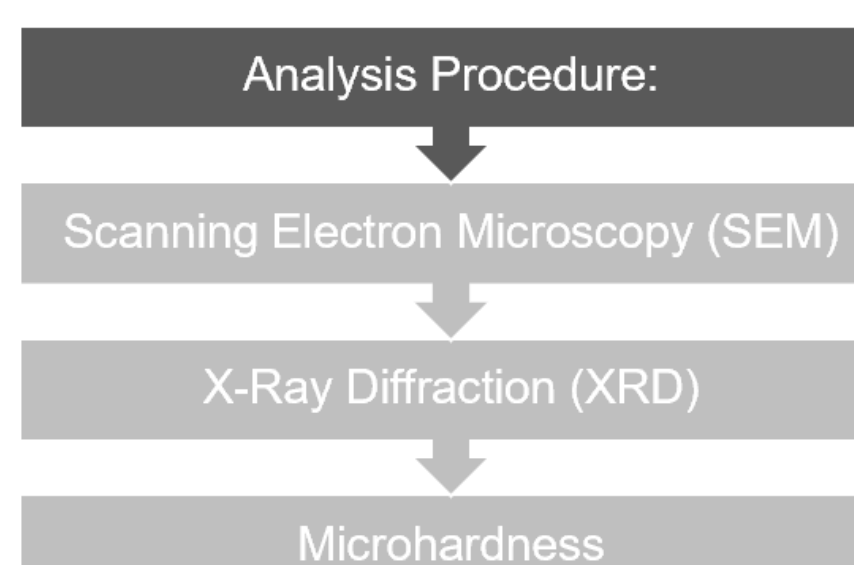 Analysis Procedure:
Scanning Electron Microscopy (SEM)
X-Ray Diffraction (XRD)
Microhardness